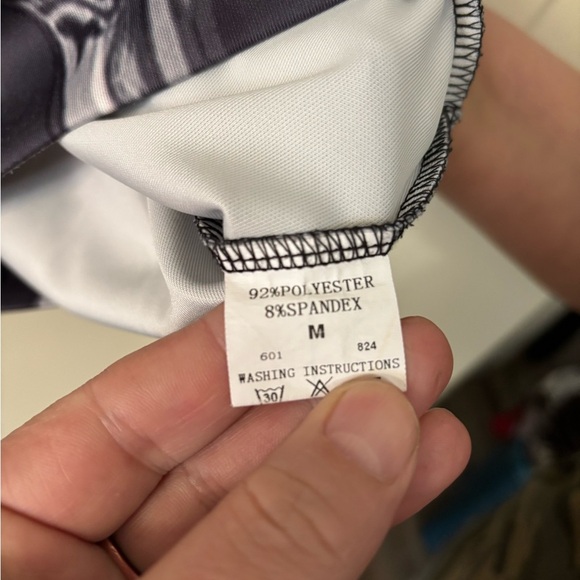 92%POLYESTER
8%SPANDEX
M
601 824
WASHING INSTRUCTIONS
30